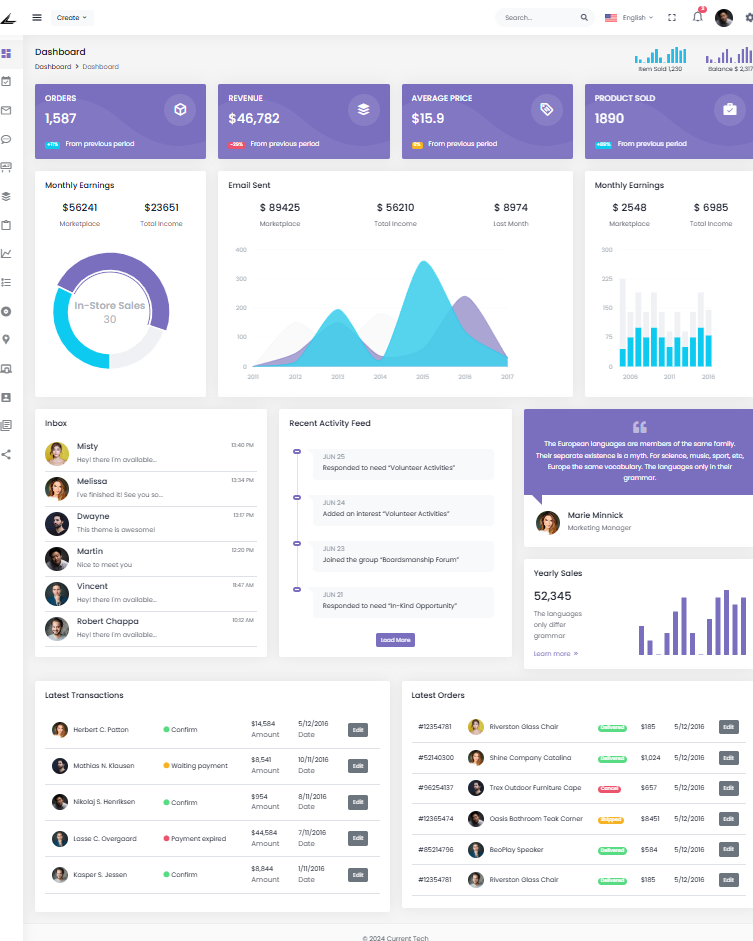 Create
Search...
English
3
Dashboard
Dashboard > Dashboard
Item Sold 1,230
Balance $ 2,317
ORDERS
1,587
+11%
From previous period
REVENUE
$46,782
-29%
From previous period
AVERAGE PRICE
$15.9
0%
From previous period
PRODUCT SOLD
1890
+89%
From previous period
Monthly Earnings
$56241
$23651
Marketplace
Total Income
In-Store Sales
30
Email Sent
$ 89425
$ 56210
$ 8974
Marketplace
Total Income
Last Month
400
300
200
100
0
2011
2012
2013
2014
2015
2016
2017
Monthly Earnings
$ 2548
$ 6985
Marketplace
Total Income
300
225
150
75
0
2006
2011
2016
Inbox
Misty
13:40 PM
Hey! there I'm available...
Melissa
13:34 PM
I've finished it! See you so...
Dwayne
13:17 PM
This theme is awesome!
Martin
12:20 PM
Nice to meet you
Vincent
11:47 AM
Hey! there I'm available...
Robert Chappa
10:12 AM
Hey! there I'm available...
Recent Activity Feed
JUN 25
Responded to need “Volunteer Activities”
JUN 24
Added an interest “Volunteer Activities”
JUN 23
Joined the group “Boardsmanship Forum”
JUN 21
Responded to need “In-Kind Opportunity”
Load More
The European languages are members of the same family.
Their separate existence is a myth. For science, music, sport, etc,
Europe the same vocabulary. The languages only in their
grammar.
Marie Minnick
Marketing Manager
Yearly Sales
52,345
The languages
only differ
grammar
Learn more »
Latest Transactions
Herbert C. Patton
Confirm
$14,584
Amount
5/12/2016
Date
Edit
Mathias N. Klausen
Waiting payment
$8,541
Amount
10/11/2016
Date
Edit
Nikolaj S. Henriksen
Confirm
$954
Amount
8/11/2016
Date
Edit
Lasse C. Overgaard
Payment expired
$44,584
Amount
7/11/2016
Date
Edit
Kasper S. Jessen
Confirm
$8,844
Amount
1/11/2016
Date
Edit
Latest Orders
#12354781
Riverston Glass Chair
Delivered
$185
5/12/2016
Edit
#52140300
Shine Company Catalina
Delivered
$1,024
5/12/2016
Edit
#96254137
Trex Outdoor Furniture Cape
Cancel
$657
5/12/2016
Edit
#12365474
Oasis Bathroom Teak Corner
Shipped
$8451
5/12/2016
Edit
#85214796
BeoPlay Speaker
Delivered
$584
5/12/2016
Edit
#12354781
Riverston Glass Chair
Delivered
$185
5/12/2016
Edit
© 2024 Current Tech